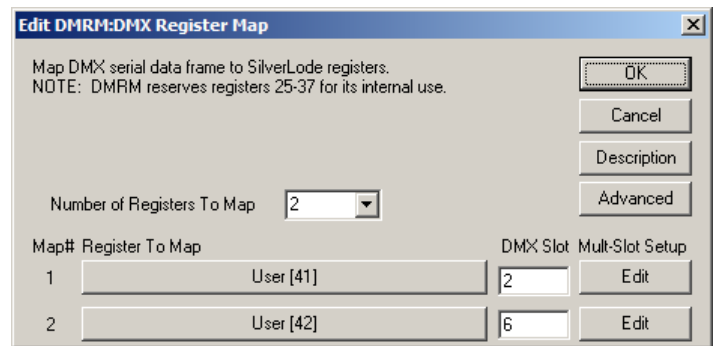 Edit DMRM:DMX Register Map
Map DMX serial data frame to SilverLode registers.
NOTE: DMRM reserves registers 25-37 for its internal use.
OK
Cancel
Description
Advanced
Number of Registers To Map 2
Map# Register To Map DMX Slot Mult-Slot Setup
1 User [41] 2 Edit
2 User [42] 6 Edit